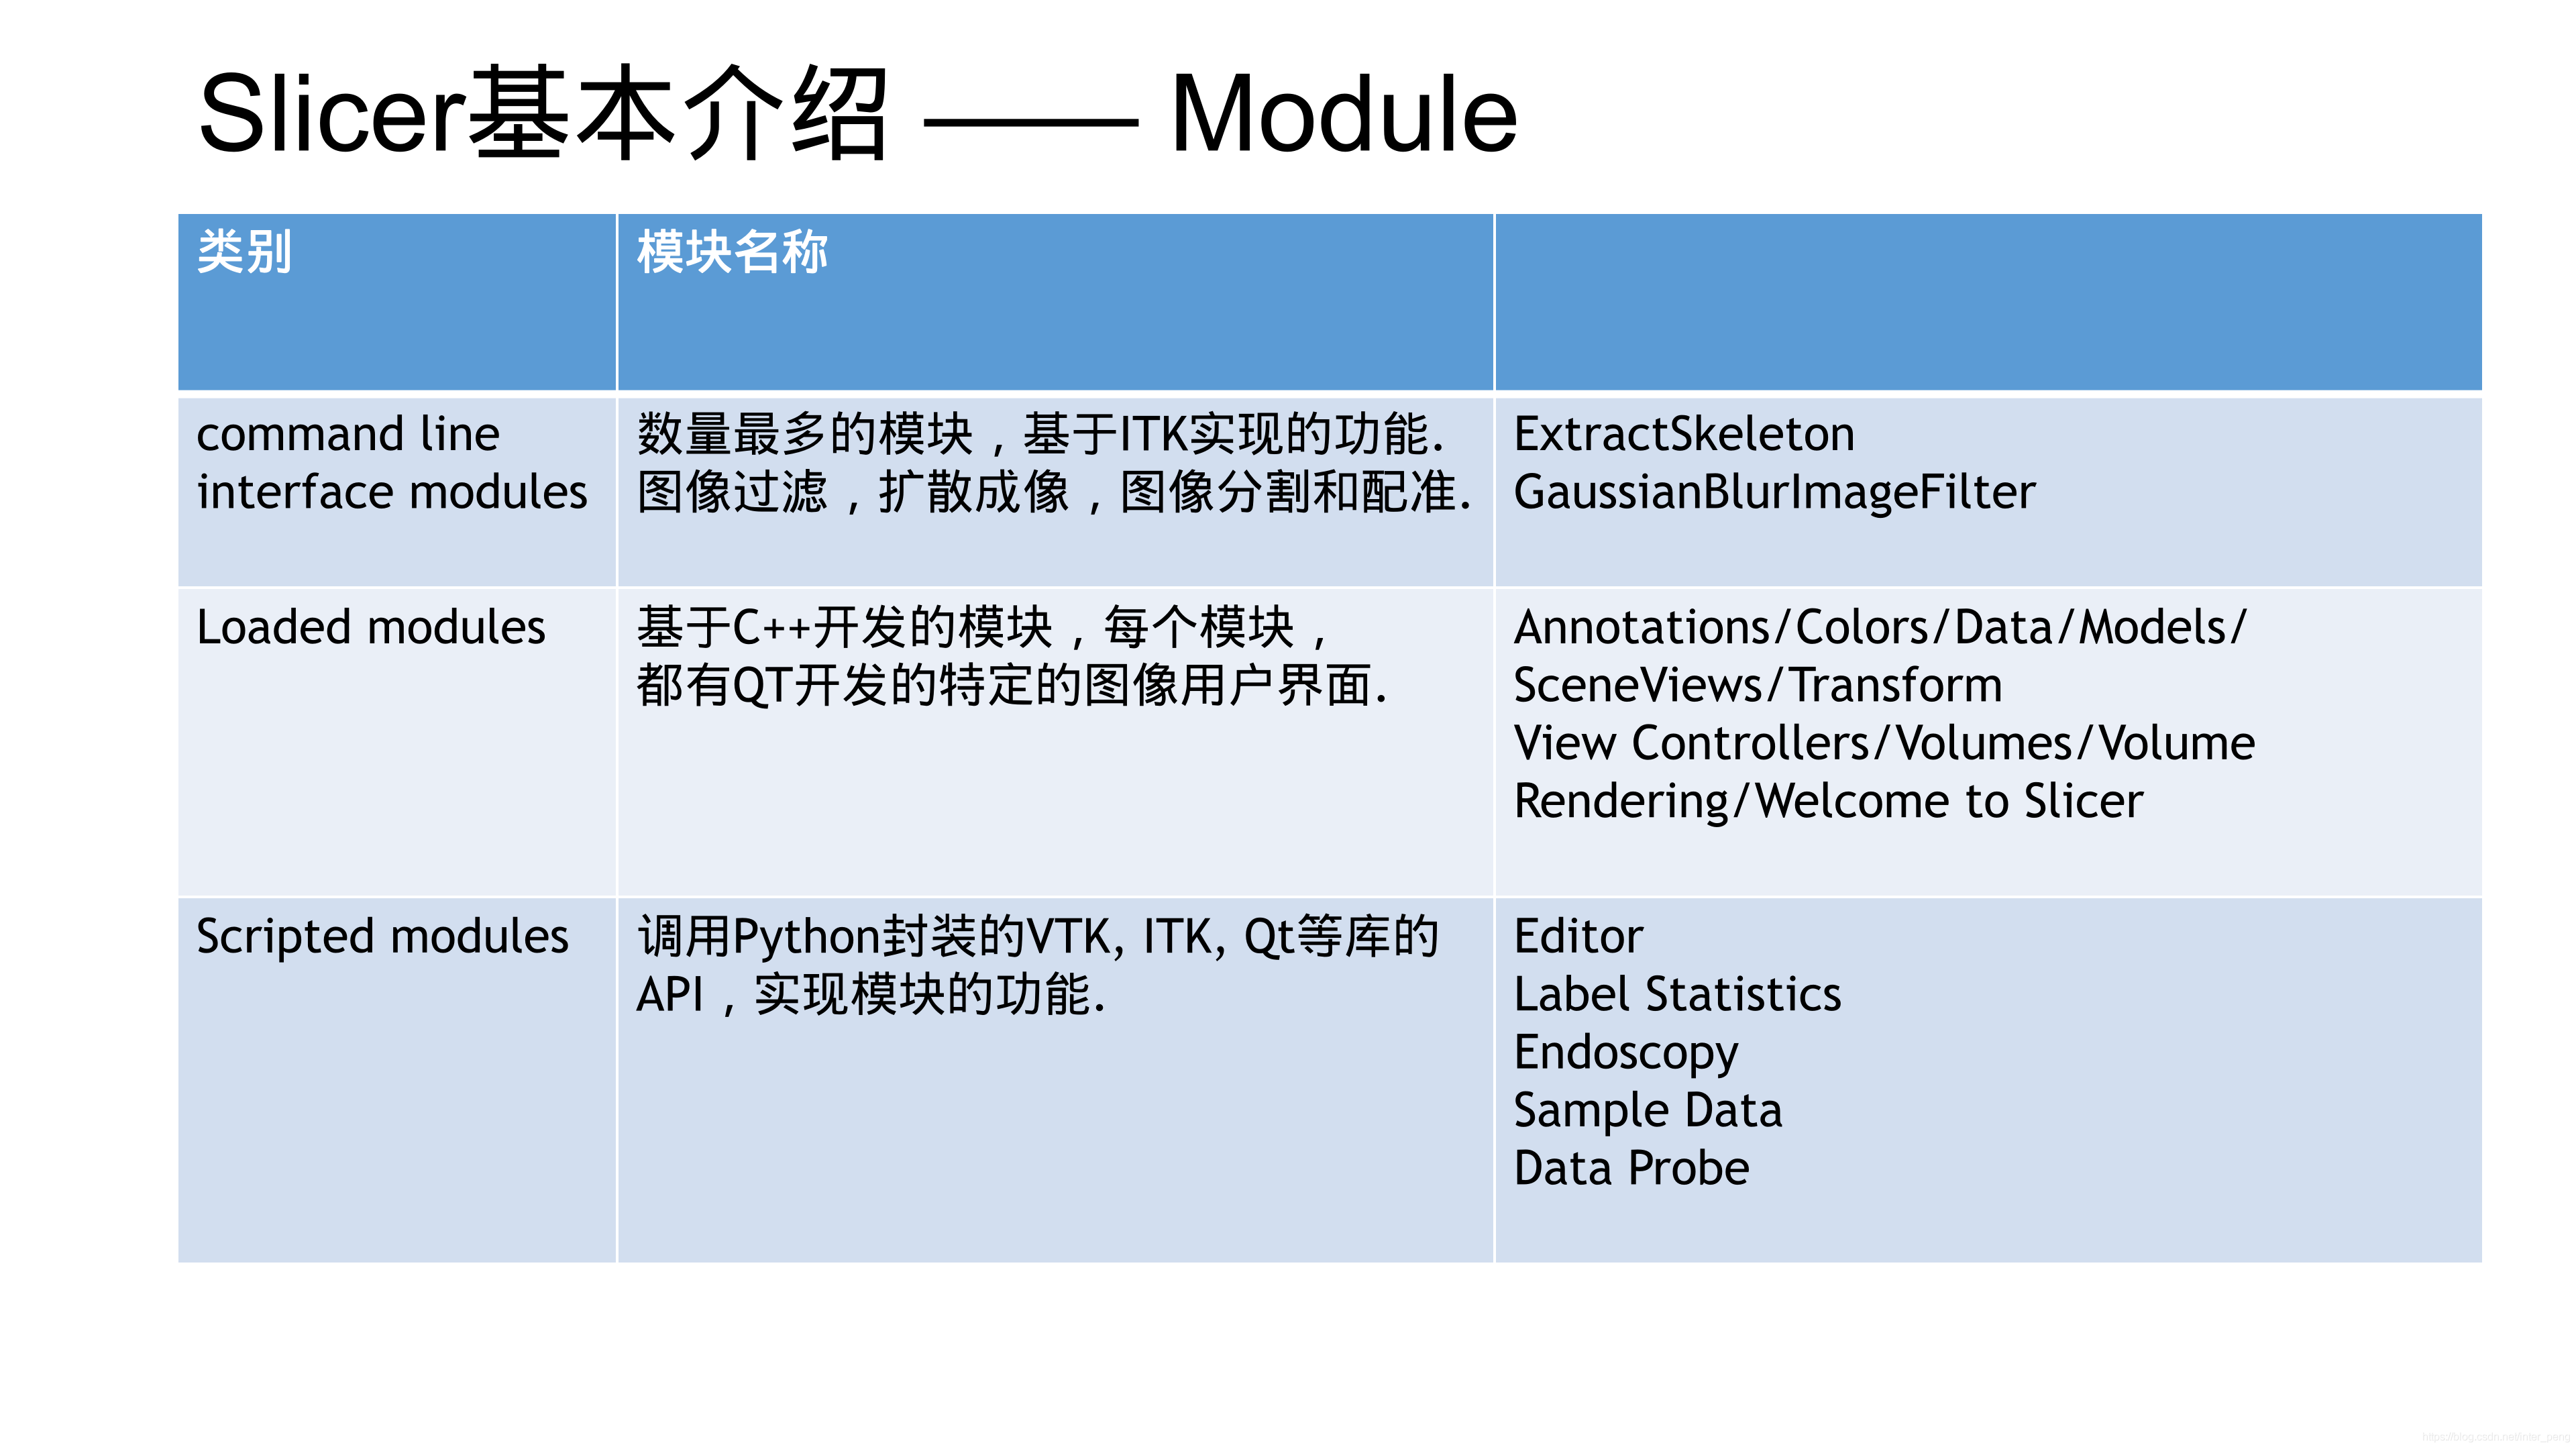 Slicer基本介绍 —— Module
类别
模块名称
command line
interface modules
数量最多的模块，基于ITK实现的功能.
图像过滤，扩散成像，图像分割和配准.
ExtractSkeleton
GaussianBlurImageFilter
Loaded modules
基于C++开发的模块，每个模块，
都有QT开发的特定的图像用户界面.
Annotations/Colors/Data/Models/
SceneViews/Transform
View Controllers/Volumes/Volume
Rendering/Welcome to Slicer
Scripted modules
调用Python封装的VTK, ITK, Qt等库的
API，实现模块的功能.
Editor
Label Statistics
Endoscopy
Sample Data
Data Probe